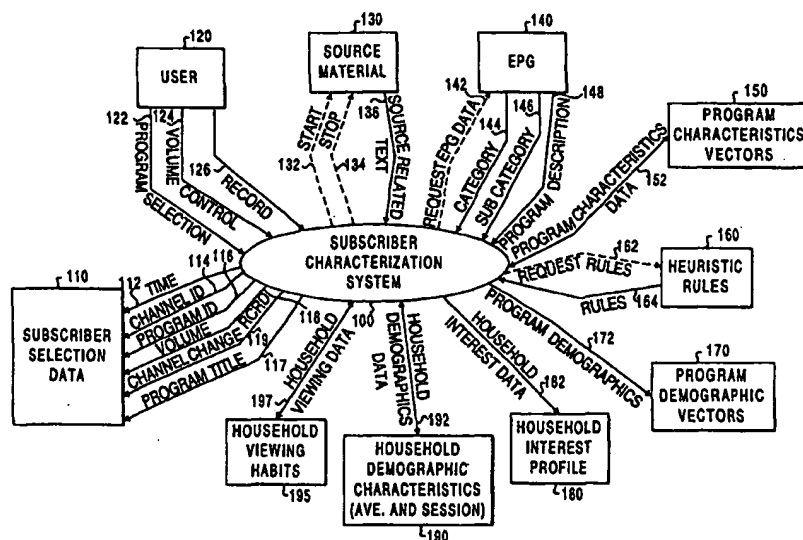 120
USER
130
SOURCE
MATERIAL
140
EPG
122
PROGRAM
SELECTION
124
VOLUME
CONTROL
126
RECORD
START
STOP
132
134
136
SOURCE RELATED
TEXT
142
REQUEST EPG DATA
144
CATEGORY
146
SUB CATEGORY
148
PROGRAM DESCRIPTION
150
PROGRAM
CHARACTERISTICS
VECTORS
PROGRAM CHARACTERISTICS
DATA
152
SUBSCRIBER
CHARACTERIZATION
SYSTEM
100
162
REQUEST RULES
160
HEURISTIC
RULES
RULES
164
110
SUBSCRIBER
SELECTION
DATA
112
TIME
114
CHANNEL ID
116
PROGRAM ID
VOLUME
118
CHANNEL CHANGE
RCRD
119
PROGRAM TITLE
117
197
HOUSEHOLD
VIEWING DATA
HOUSEHOLD
DEMOGRAPHICS
DATA
192
HOUSEHOLD
INTEREST DATA
182
PROGRAM DEMOGRAPHICS
172
170
PROGRAM
DEMOGRAPHIC
VECTORS
HOUSEHOLD
VIEWING
HABITS
195
HOUSEHOLD
DEMOGRAPHIC
CHARACTERISTICS
(AVE. AND SESSION)
190
HOUSEHOLD
INTEREST
PROFILE
180